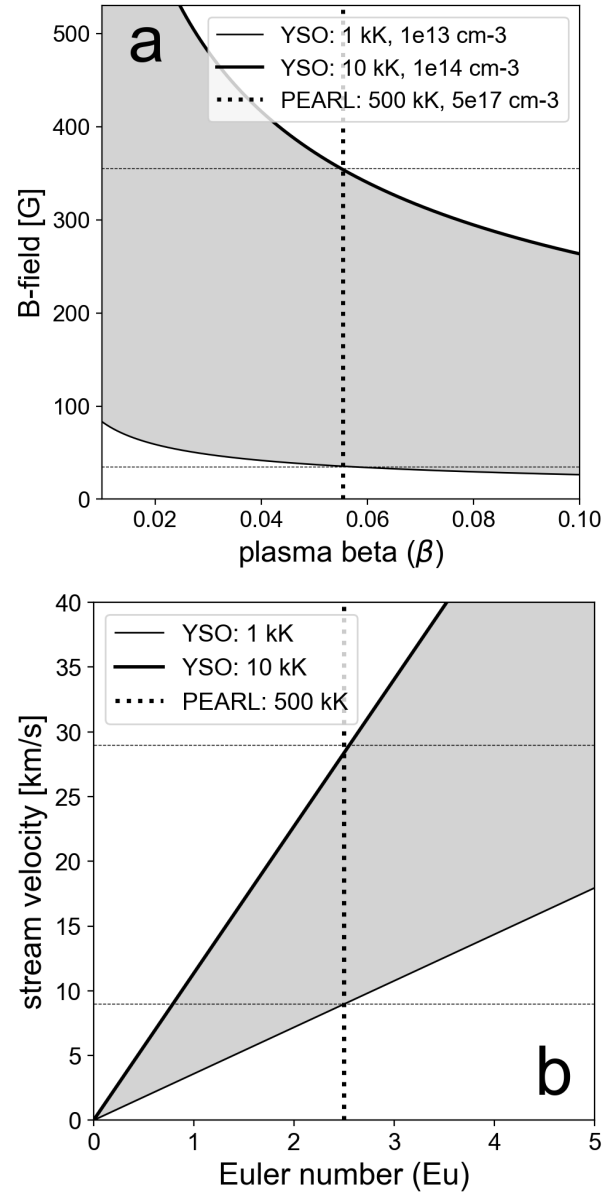 a
YSO: 1 kK, 1e13 cm-3
YSO: 10 kK, 1e14 cm-3
PEARL: 500 kK, 5e17 cm-3
B-field [G]
500
400
300
200
100
0
0.02 0.04 0.06 0.08 0.10
plasma beta (β)
YSO: 1 kK
YSO: 10 kK
PEARL: 500 kK
stream velocity [km/s]
40
35
30
25
20
15
10
5
0
b
0 1 2 3 4 5
Euler number (Eu)